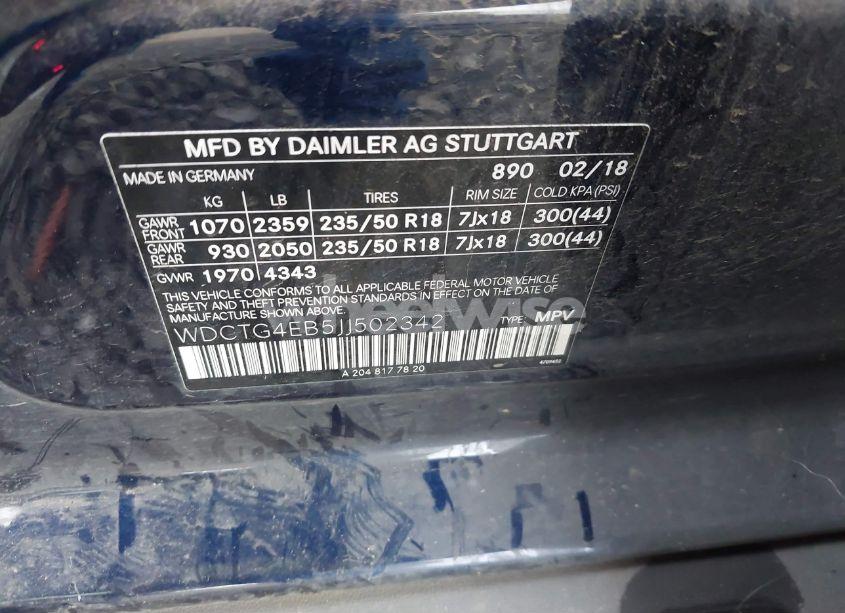 MFD BY DAIMLER AG STUTTGART
MADE IN GERMANY 890 02/18
KG LB TIRES RIM SIZE COLD KPA (PSI)
GAWR FRONT 1070 2359 235/50 R18 7Jx18 300(44)
GAWR REAR 930 2050 235/50 R18 7Jx18 300(44)
GVWR 1970 4343
THIS VEHICLE CONFORMS TO ALL APPLICABLE FEDERAL MOTOR VEHICLE
SAFETY AND THEFT PREVENTION STANDARDS IN EFFECT ON THE DATE OF
MANUFACTURE SHOWN ABOVE.
WDCTG4EB5JJ502342 TYPE: MPV
A 204 817 78 20